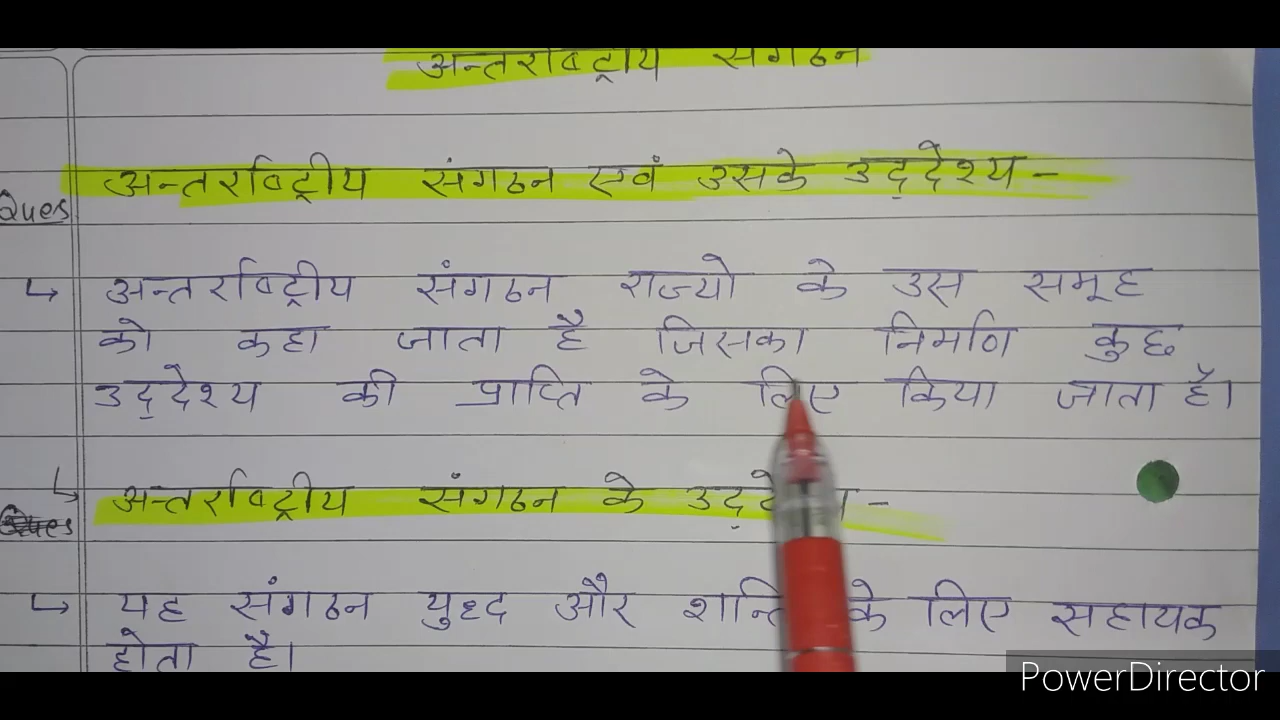 अन्तर्राष्ट्रीय संगठन
अन्तर्राष्ट्रीय संगठन एवं उसके उद्देश्य -
Ques
↳ अन्तर्राष्ट्रीय संगठन राज्यो के उस समूह
को कहा जाता है जिसका निर्माण कुछ
उद्देश्य की प्राप्ति के लिए किया जाता है।
↳ अन्तर्राष्ट्रीय संगठन के उद्देश्य -
Ques
↳ यह संगठन युध्द और शान्ति के लिए सहायक
होता है।
PowerDirector